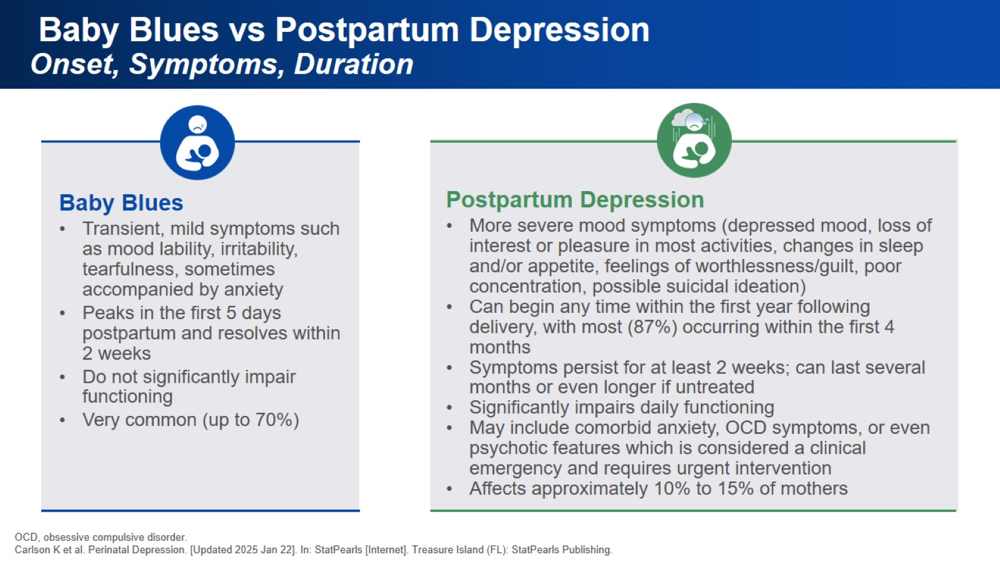 Baby Blues vs Postpartum Depression
Onset, Symptoms, Duration
Baby Blues
• Transient, mild symptoms such
as mood lability, irritability,
tearfulness, sometimes
accompanied by anxiety
• Peaks in the first 5 days
postpartum and resolves within
2 weeks
• Do not significantly impair
functioning
• Very common (up to 70%)
Postpartum Depression
• More severe mood symptoms (depressed mood, loss of
interest or pleasure in most activities, changes in sleep
and/or appetite, feelings of worthlessness/guilt, poor
concentration, possible suicidal ideation)
• Can begin any time within the first year following
delivery, with most (87%) occurring within the first 4
months
• Symptoms persist for at least 2 weeks; can last several
months or even longer if untreated
• Significantly impairs daily functioning
• May include comorbid anxiety, OCD symptoms, or even
psychotic features which is considered a clinical
emergency and requires urgent intervention
• Affects approximately 10% to 15% of mothers
OCD, obsessive compulsive disorder.
Carlson K et al. Perinatal Depression. [Updated 2025 Jan 22]. In: StatPearls [Internet]. Treasure Island (FL): StatPearls Publishing.